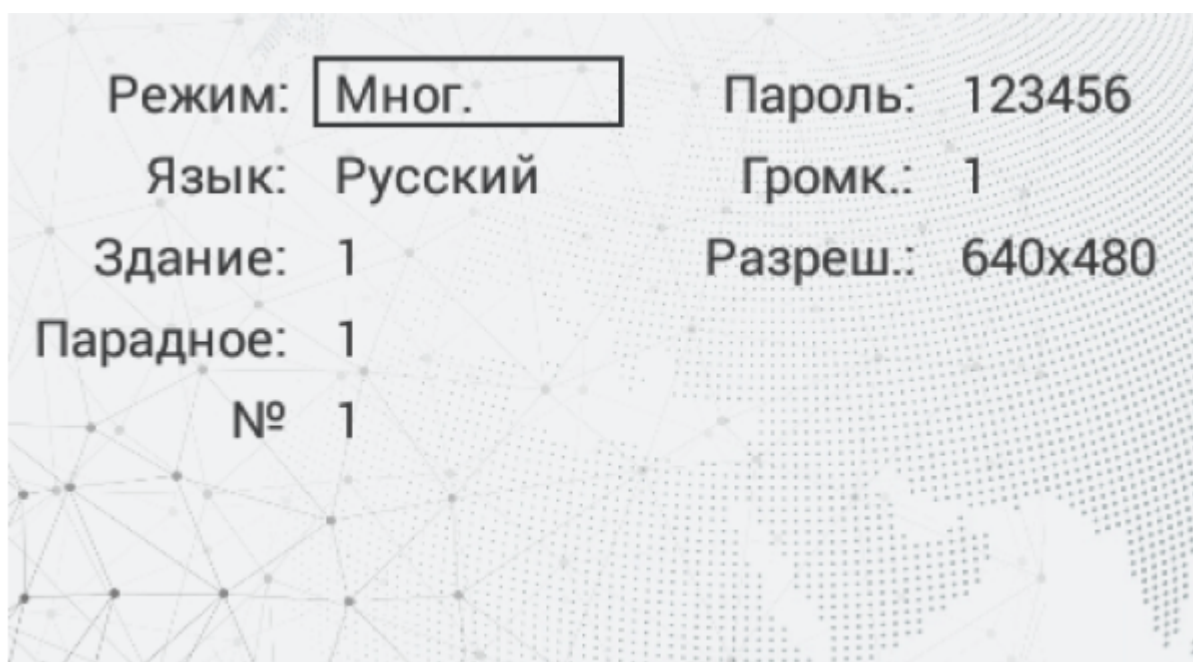 Режим: Мног.
Язык: Русский
Здание: 1
Парадное: 1
№ 1
Пароль: 123456
Громк.: 1
Разреш.: 640x480